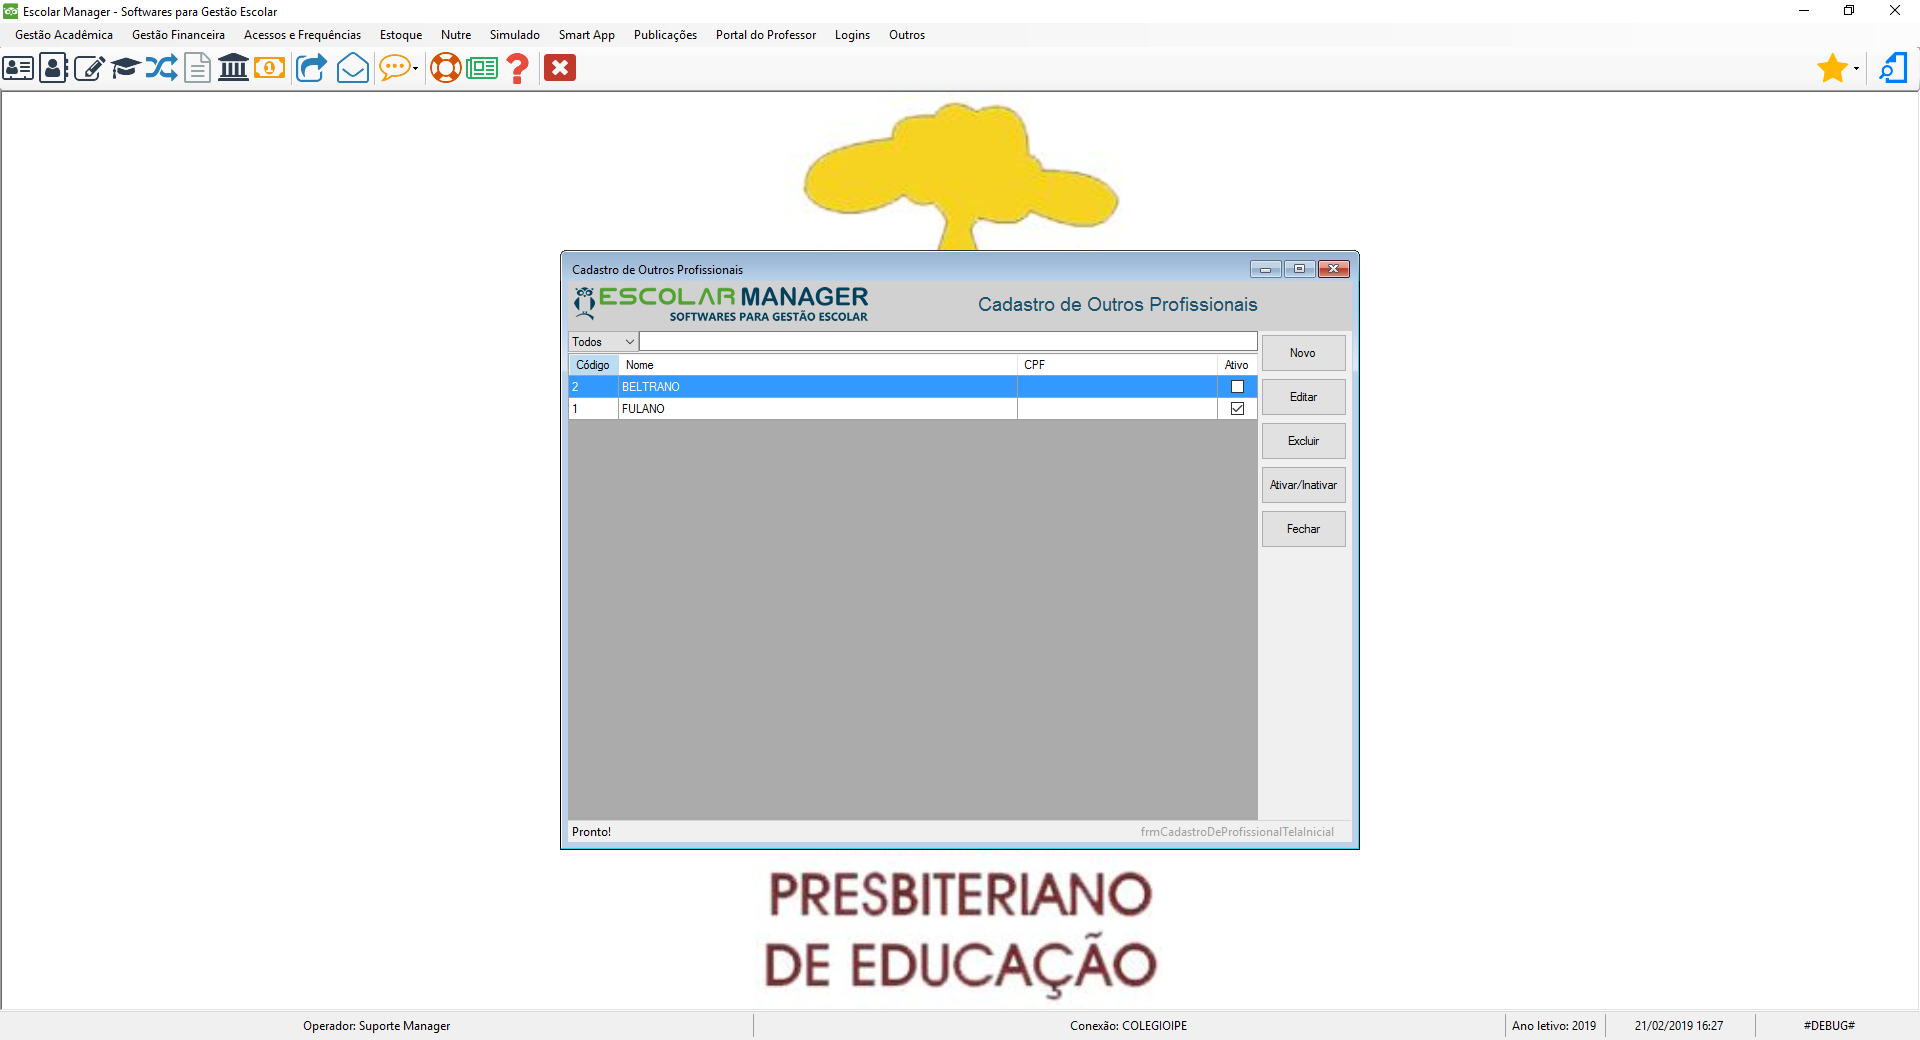 Escolar Manager - Softwares para Gestão Escolar
Gestão Acadêmica Gestão Financeira Acessos e Frequências Estoque Nutre Simulado Smart App Publicações Portal do Professor Logins Outros
Cadastro de Outros Profissionais
ESCOLAR MANAGER
SOFTWARES PARA GESTÃO ESCOLAR
Cadastro de Outros Profissionais
Todos
Código Nome CPF Ativo
2 BELTRANO
1 FULANO
Novo
Editar
Excluir
Ativar/Inativar
Fechar
Pronto! frmCadastroDeProfissionalTelaInicial
PRESBITERIANO
DE EDUCAÇÃO
Operador: Suporte Manager Conexão: COLEGIOIPE Ano letivo: 2019 21/02/2019 16:27 #DEBUG#